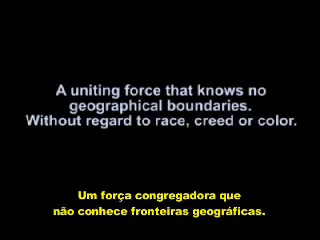 A uniting force that knows no
geographical boundaries.
Without regard to race, creed or color.
Um força congregadora que
não conhece fronteiras geográficas.